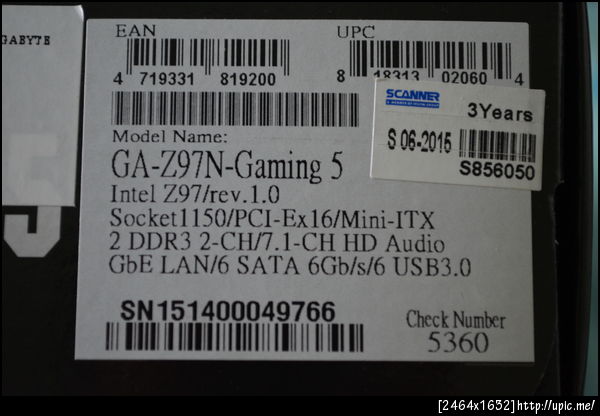 GABYTE
EAN
UPC
4 719331 819200
8 18313 02060 4
SCANNER
3Years
S 06-2015
S856050
Model Name:
GA-Z97N-Gaming 5
Intel Z97/rev.1.0
Socket1150/PCI-Ex16/Mini-ITX
2 DDR3 2-CH/7.1-CH HD Audio
GbE LAN/6 SATA 6Gb/s/6 USB3.0
SN151400049766
Check Number
5360
[2464x1632]http://upic.me/